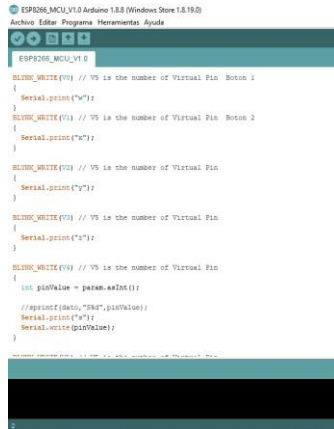 ESP8266_MCU_V1.0 Arduino 1.8.8 (Windows Store 1.8.19.0)
Archivo Editar Programa Herramientas Ayuda
ESP8266_MCU_V1.0
BLYNK_WRITE(V0) // V5 is the number of Virtual Pin Boton 1
{
Serial.print("w");
}
BLYNK_WRITE(V1) // V5 is the number of Virtual Pin Boton 2
{
Serial.print("x");
}
BLYNK_WRITE(V2) // V5 is the number of Virtual Pin
{
Serial.print("y");
}
BLYNK_WRITE(V3) // V5 is the number of Virtual Pin
{
Serial.print("z");
}
BLYNK_WRITE(V4) // V5 is the number of Virtual Pin
{
int pinValue = param.asInt();
//sprintf(dato,"S%d",pinValue);
Serial.print("s");
Serial.write(pinValue);
}
2